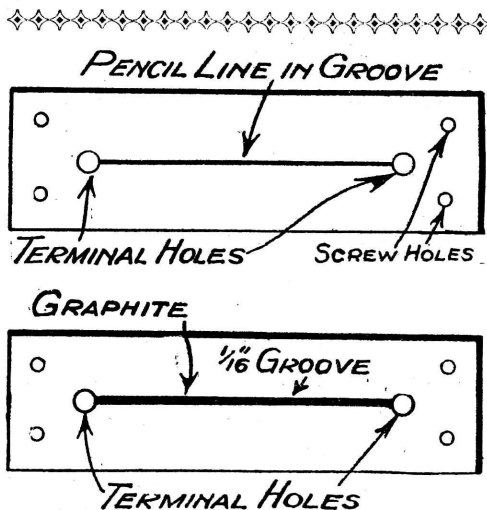 PENCIL LINE IN GROOVE
TERMINAL HOLES
SCREW HOLES
GRAPHITE
1/16" GROOVE
TERMINAL HOLES